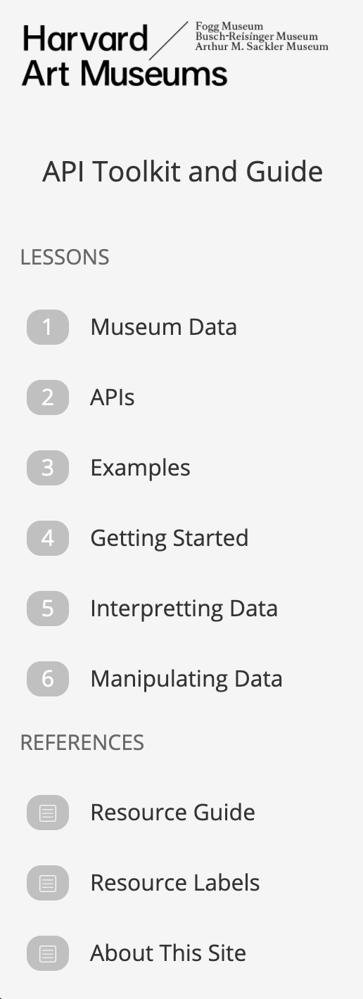 Harvard
Art Museums
Fogg Museum
Busch-Reisinger Museum
Arthur M. Sackler Museum
API Toolkit and Guide
LESSONS
1 Museum Data
2 APIs
3 Examples
4 Getting Started
5 Interpretting Data
6 Manipulating Data
REFERENCES
Resource Guide
Resource Labels
About This Site